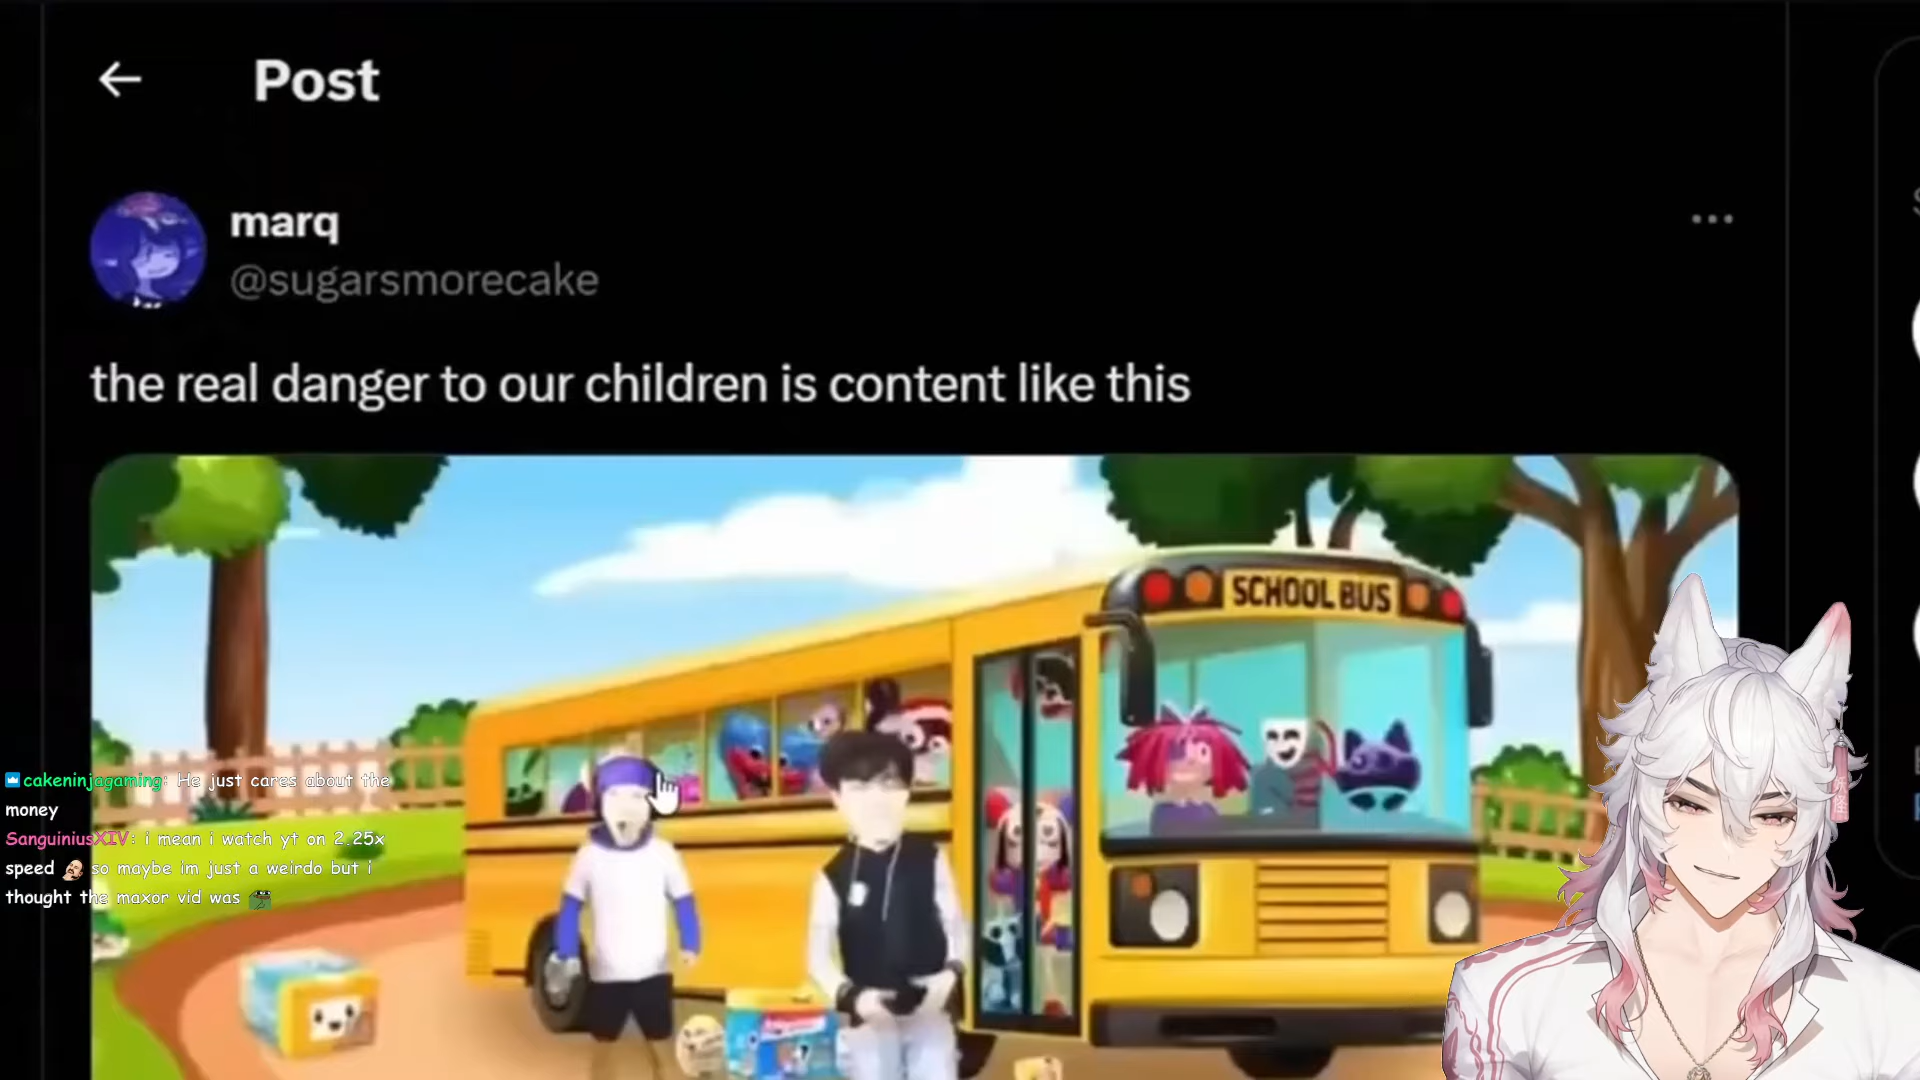 Post
marq
@sugarsmorecake
the real danger to our children is content like this
SCHOOL BUS
cakeninjagaming: He just cares about the
money
SanguiniusXIV: i mean i watch yt on 2.25x
speed so maybe im just a weirdo but i
thought the maxor vid was